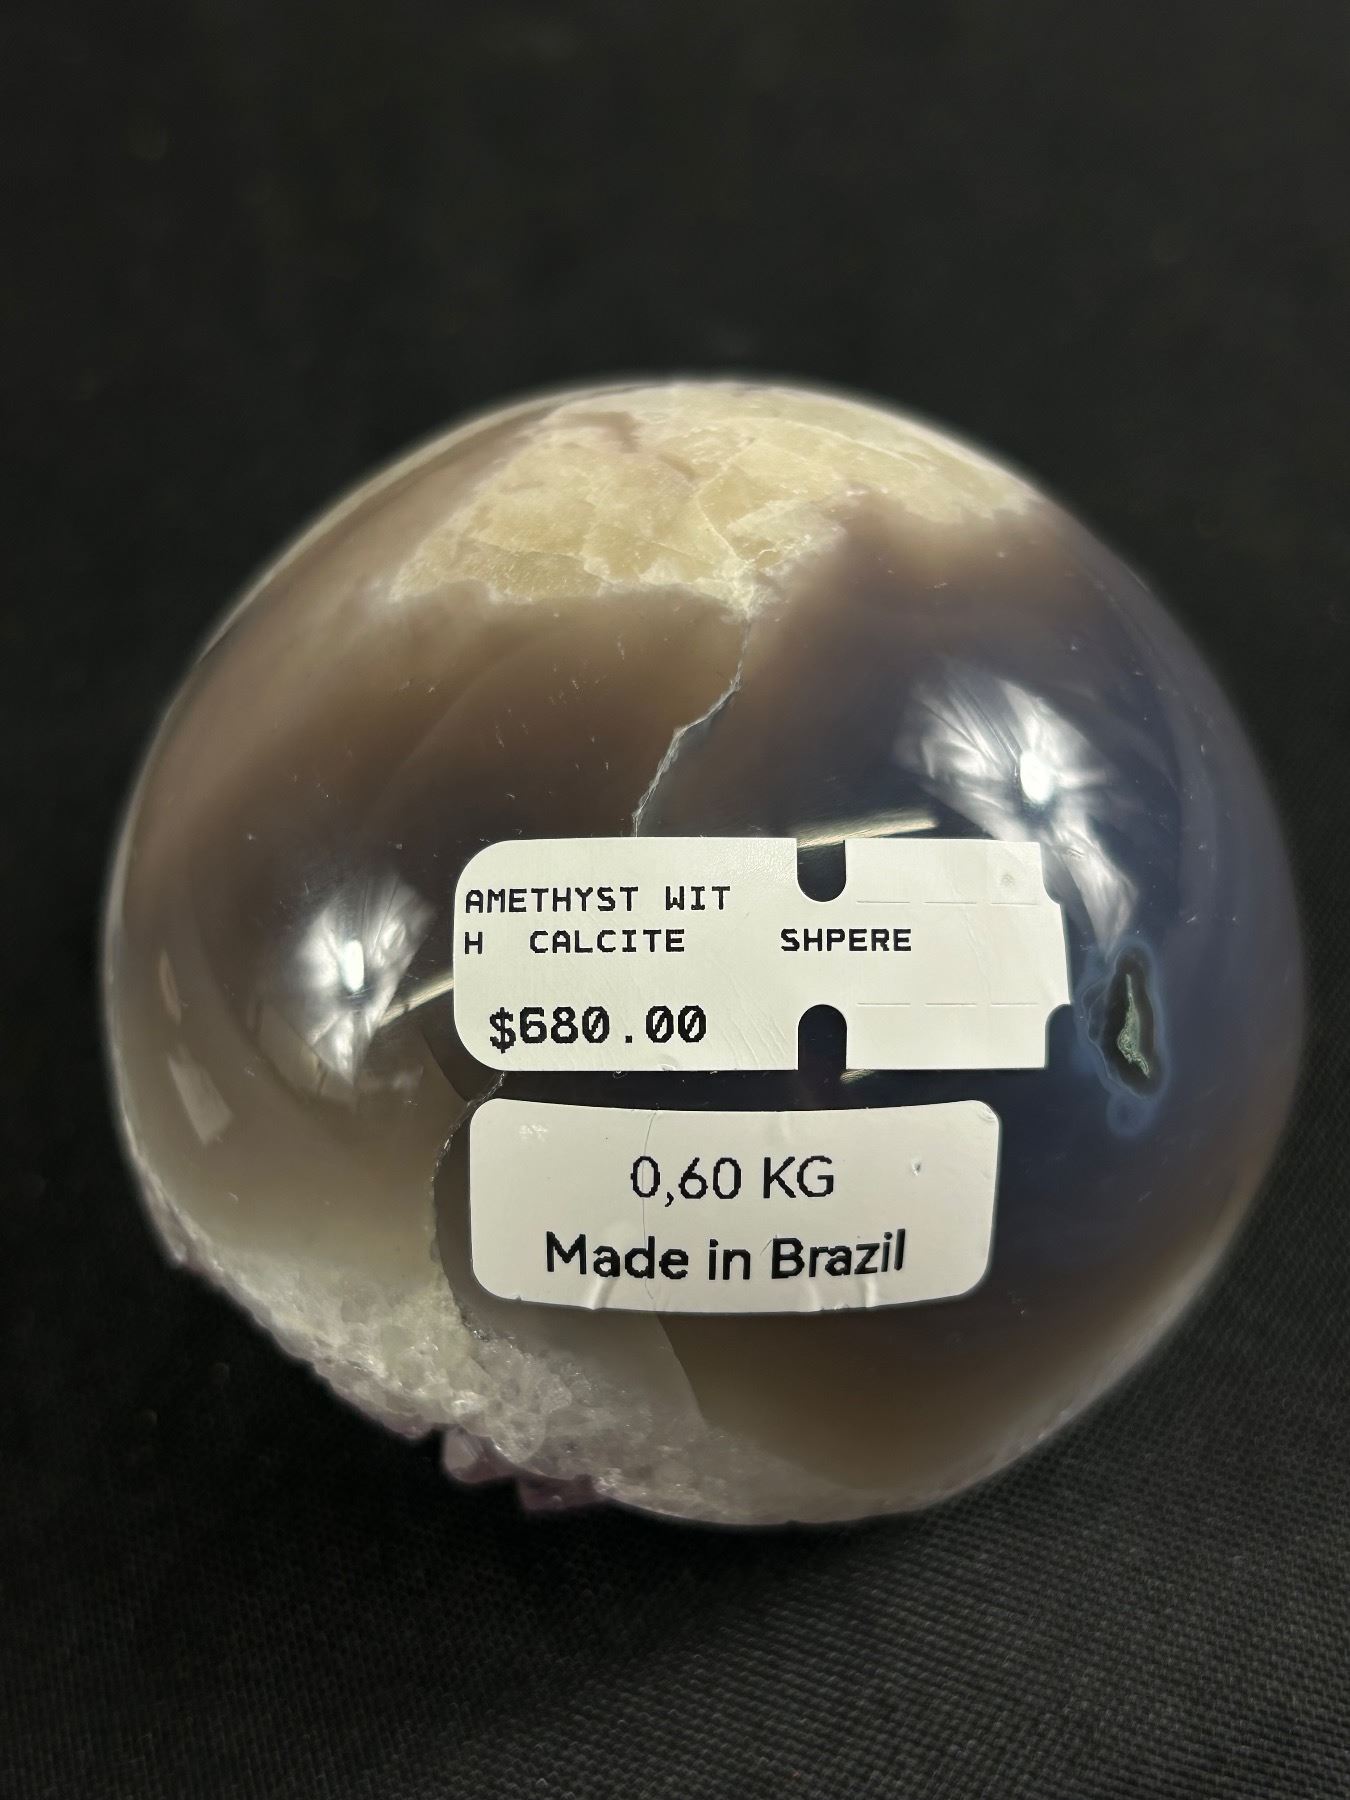 AMETHYST WIT
H CALCITE SHPERE
$680.00
0,60 KG
Made in Brazil